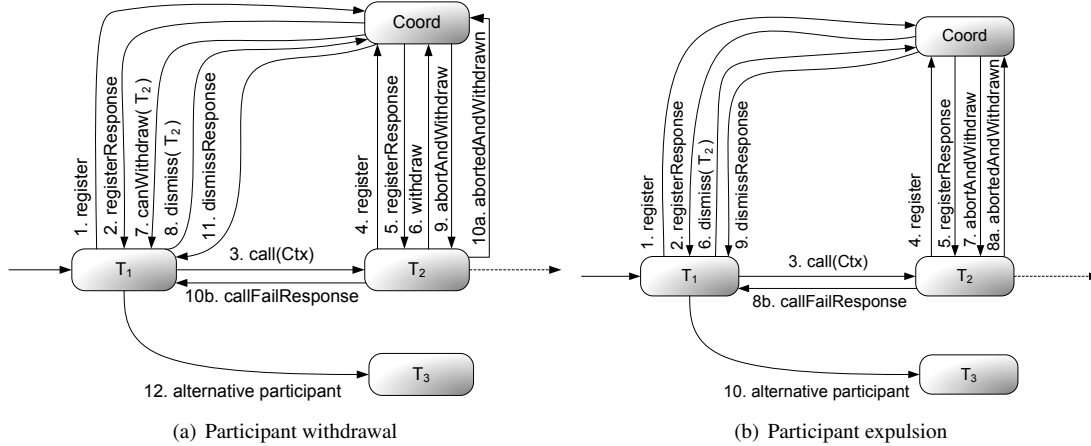 Coord
1. register
2. registerResponse
7. canWithdraw( T2 )
8. dismiss( T2 )
11. dismissResponse
4. register
5. registerResponse
6. withdraw
9. abortAndWithdraw
10a. abortedAndWithdrawn
T1
3. call(Ctx)
T2
10b. callFailResponse
12. alternative participant
T3
(a) Participant withdrawal
Coord
1. register
2. registerResponse
6. dismiss( T2 )
9. dismissResponse
4. register
5. registerResponse
7. abortAndWithdraw
8a. abortedAndWithdrawn
T1
3. call(Ctx)
T2
8b. callFailResponse
10. alternative participant
T3
(b) Participant expulsion